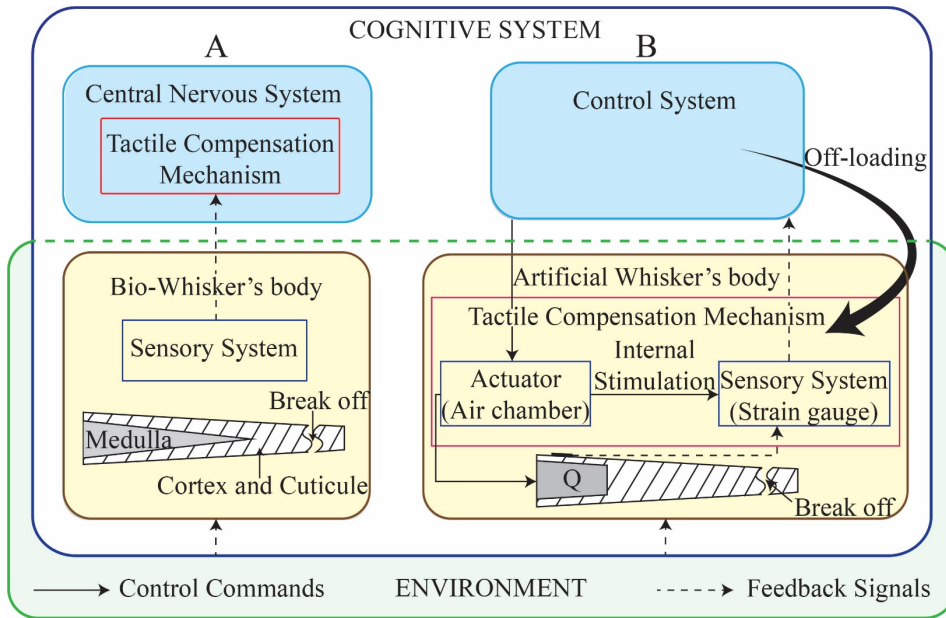 COGNITIVE SYSTEM
A
Central Nervous System
Tactile Compensation
Mechanism
Bio-Whisker's body
Sensory System
Break off
Medulla
Cortex and Cuticule
B
Control System
Off-loading
Artificial Whisker's body
Tactile Compensation Mechanism
Internal
Stimulation
Actuator
(Air chamber)
Sensory System
(Strain gauge)
Q
Break off
Control Commands
ENVIRONMENT
Feedback Signals